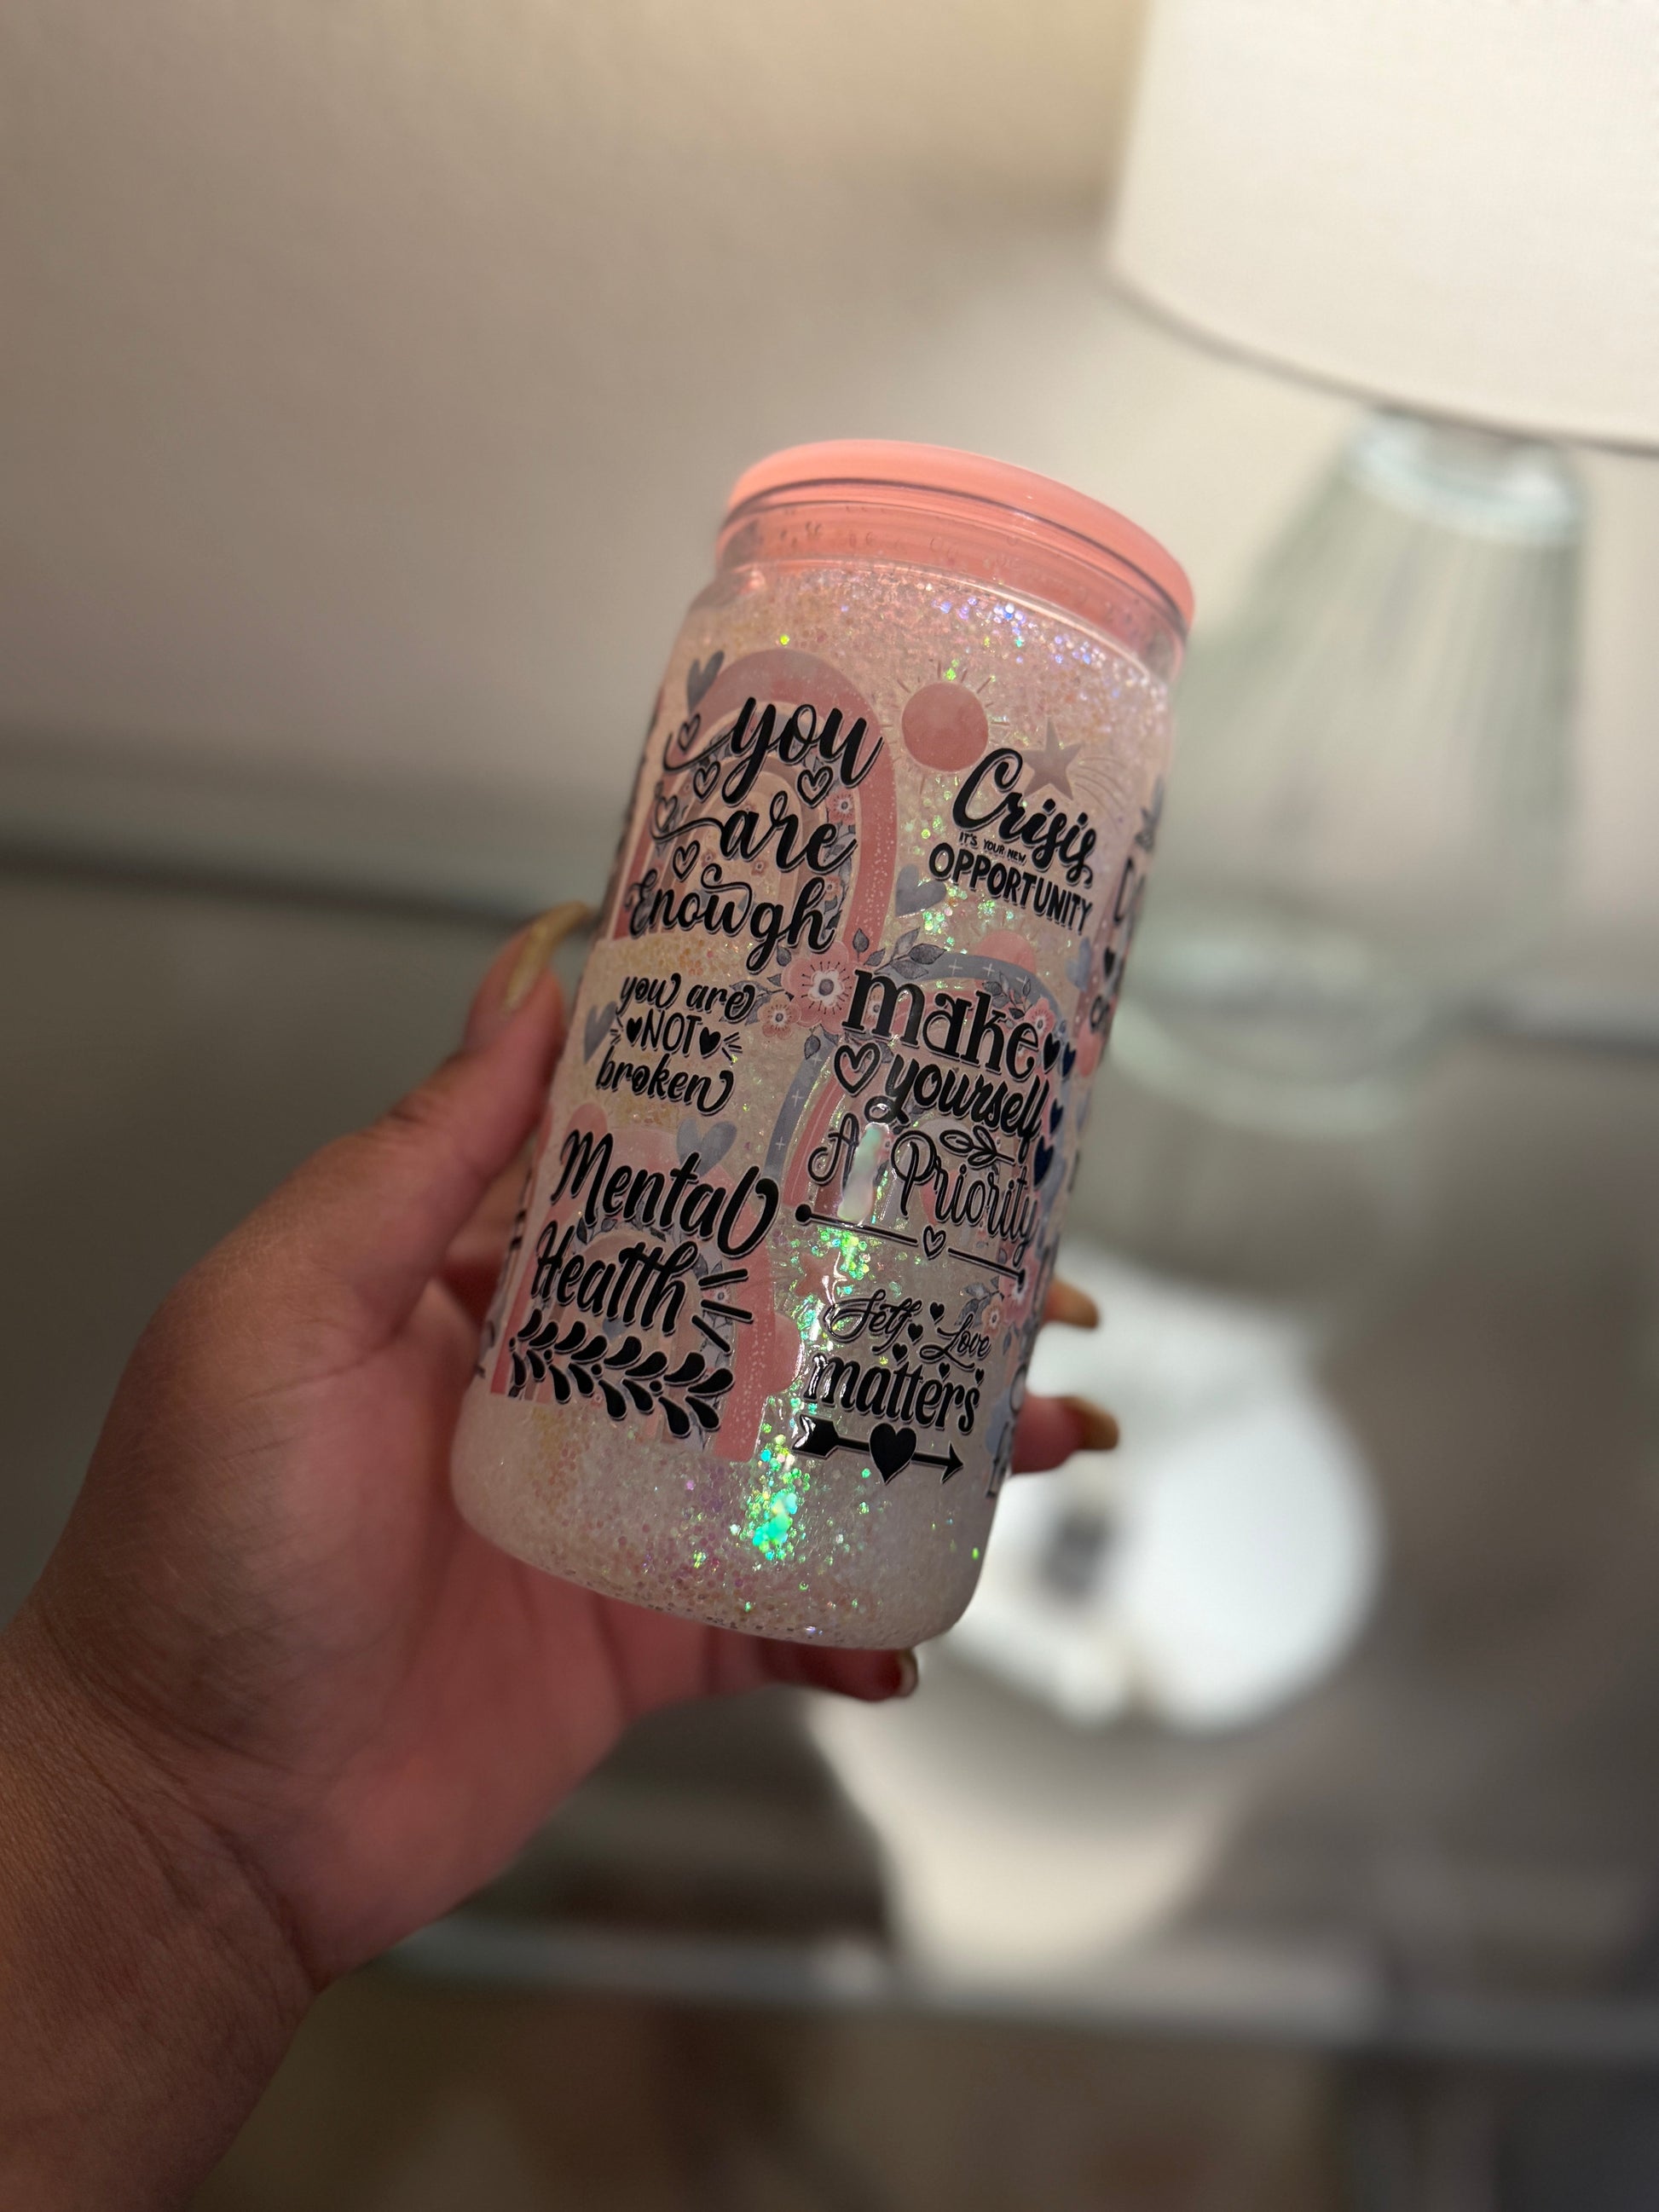 you
are
Enough
you are
NOT
broken
Mental
Health
Crisis
IT'S YOUR NEW
OPPORTUNITY
make
yourself
A Priority
Self Love
matters